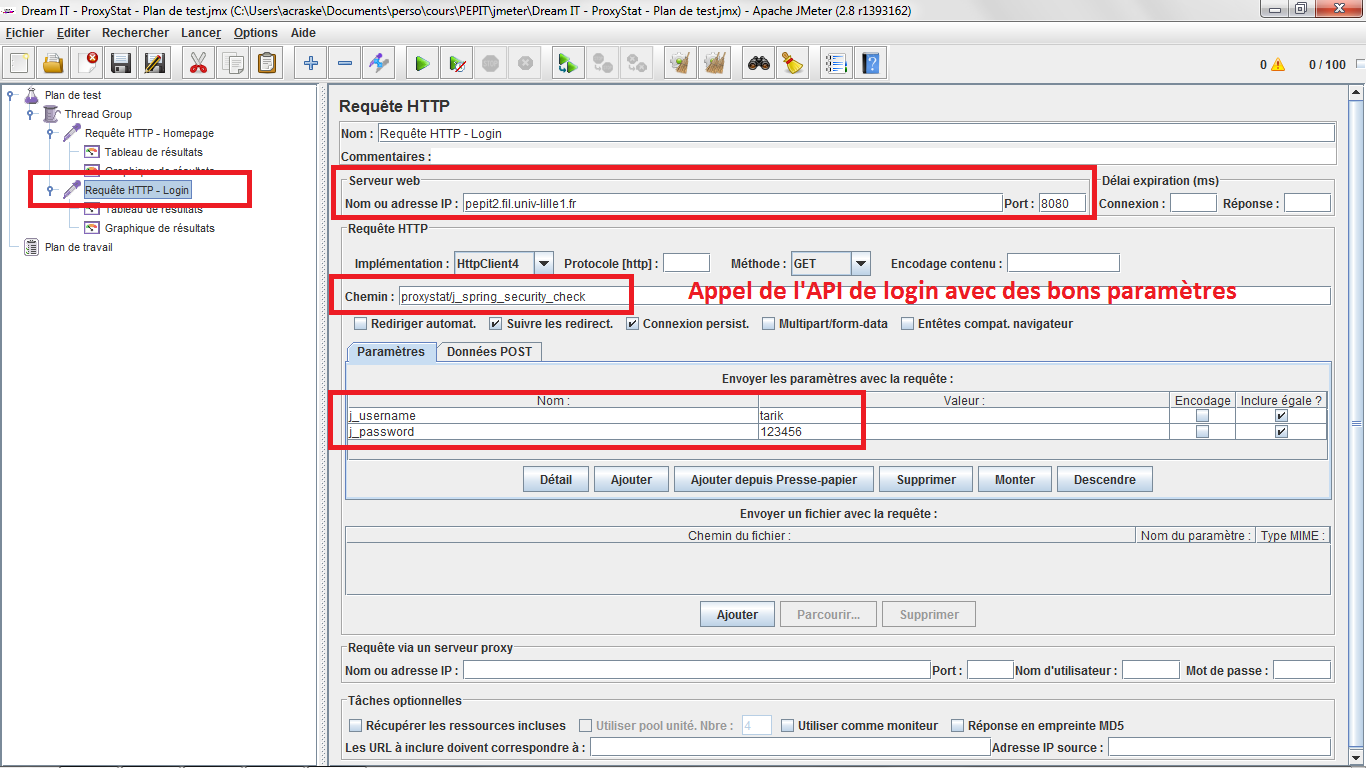 Dream IT - ProxyStat - Plan de test.jmx (C:\Users\acraske\Documents\perso\cours\PEPIT\jmeter\Dream IT - ProxyStat - Plan de test.jmx) - Apache JMeter (2.8 r1393162)
Fichier Editer Rechercher Lancer Options Aide
0 0 / 100
Plan de test
Thread Group
Requête HTTP - Homepage
Tableau de résultats
Graphique de résultats
Requête HTTP - Login
Tableau de résultats
Graphique de résultats
Plan de travail
Requête HTTP
Nom : Requête HTTP - Login
Commentaires :
Serveur web
Nom ou adresse IP : pepit2.fil.univ-lille1.fr Port : 8080
Délai expiration (ms)
Connexion : Réponse :
Requête HTTP
Implémentation : HttpClient4 Protocole [http] : Méthode : GET Encodage contenu :
Chemin : proxystat/j_spring_security_check
Appel de l'API de login avec des bons paramètres
Rediriger automat. Suivre les redirect. Connexion persist. Multipart/form-data Entêtes compat. navigateur
Paramètres Données POST
Envoyer les paramètres avec la requête :
Nom : Valeur : Encodage Inclure égale ?
j_username tarik
j_password 123456
Détail Ajouter Ajouter depuis Presse-papier Supprimer Monter Descendre
Envoyer un fichier avec la requête :
Chemin du fichier : Nom du paramètre : Type MIME :
Ajouter Parcourir... Supprimer
Requête via un serveur proxy
Nom ou adresse IP : Port : Nom d'utilisateur : Mot de passe :
Tâches optionnelles
Récupérer les ressources incluses Utiliser pool unité. Nbre : 4 Utiliser comme moniteur Réponse en empreinte MD5
Les URL à inclure doivent correspondre à : Adresse IP source :